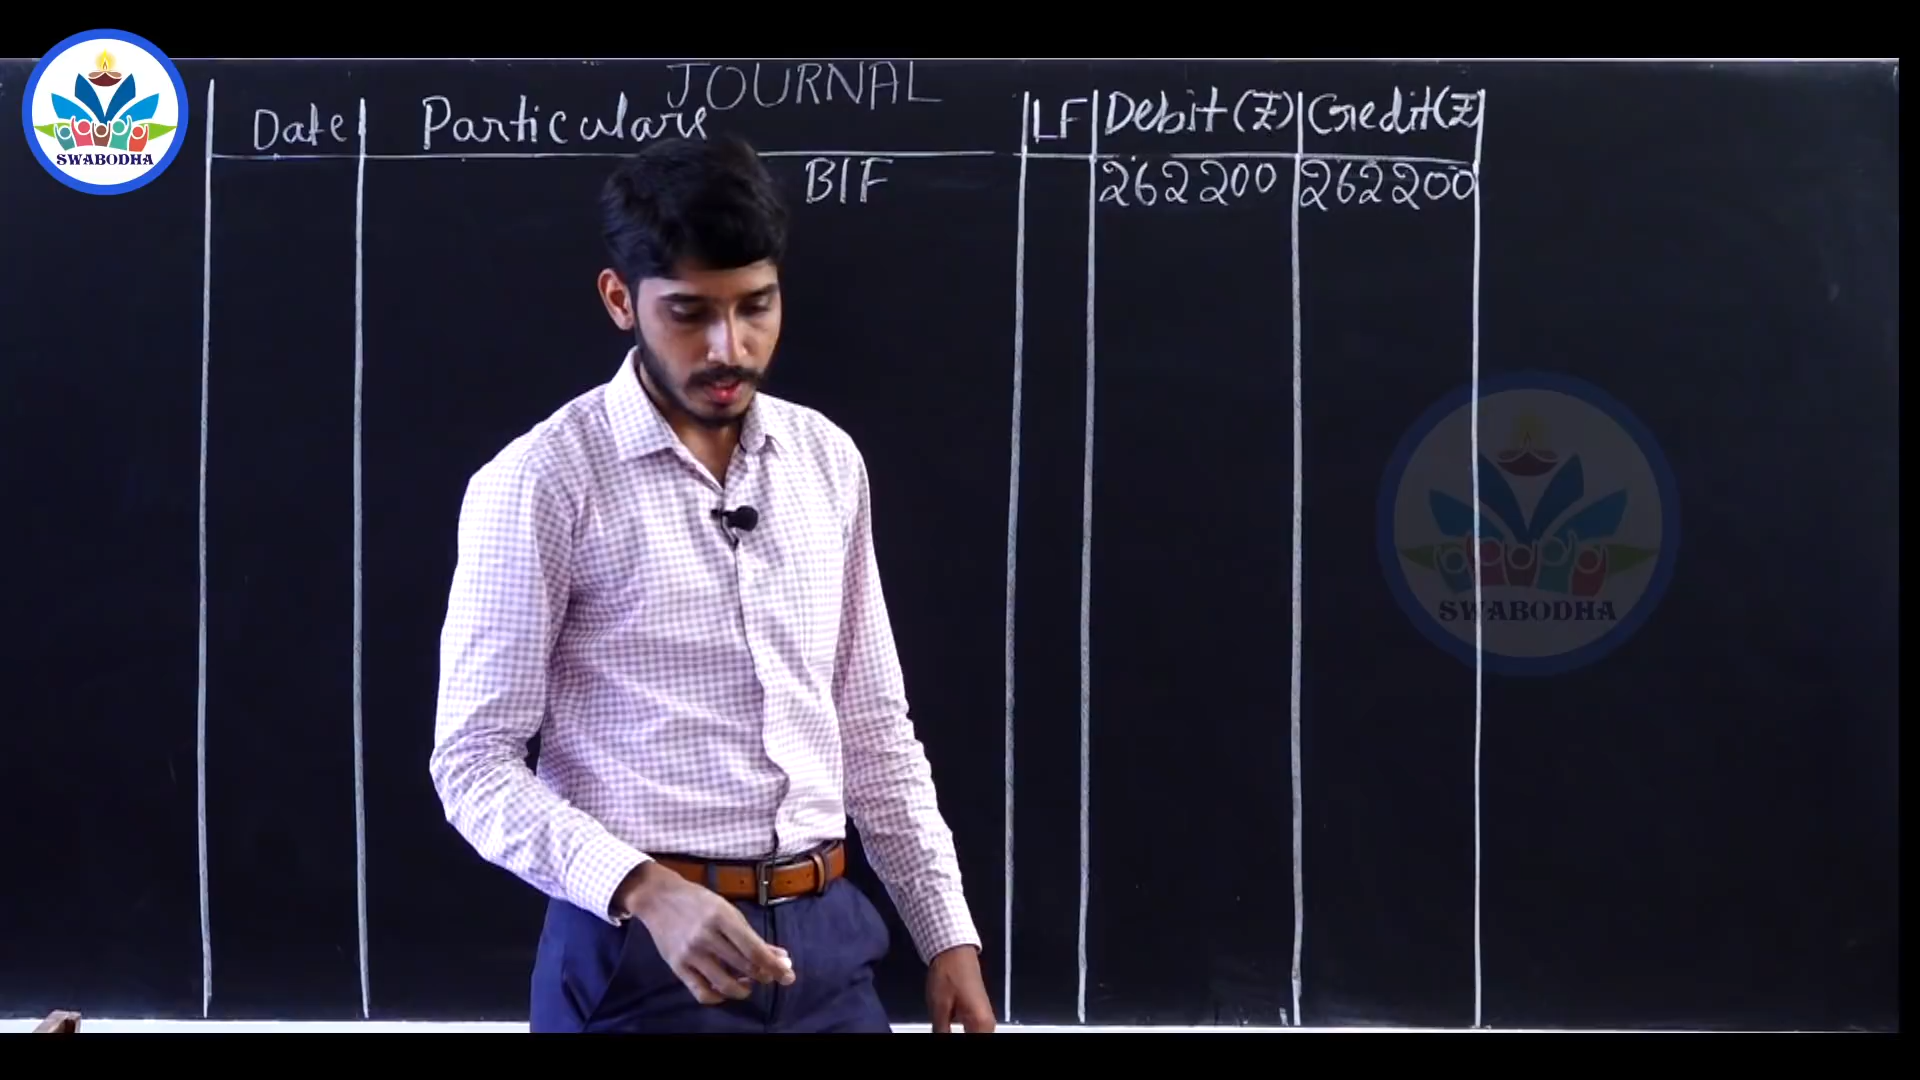 SWABODHA
JOURNAL
Date Particulars LF Debit (₹) Credit (₹)
B/F 262200 262200
SWABODHA